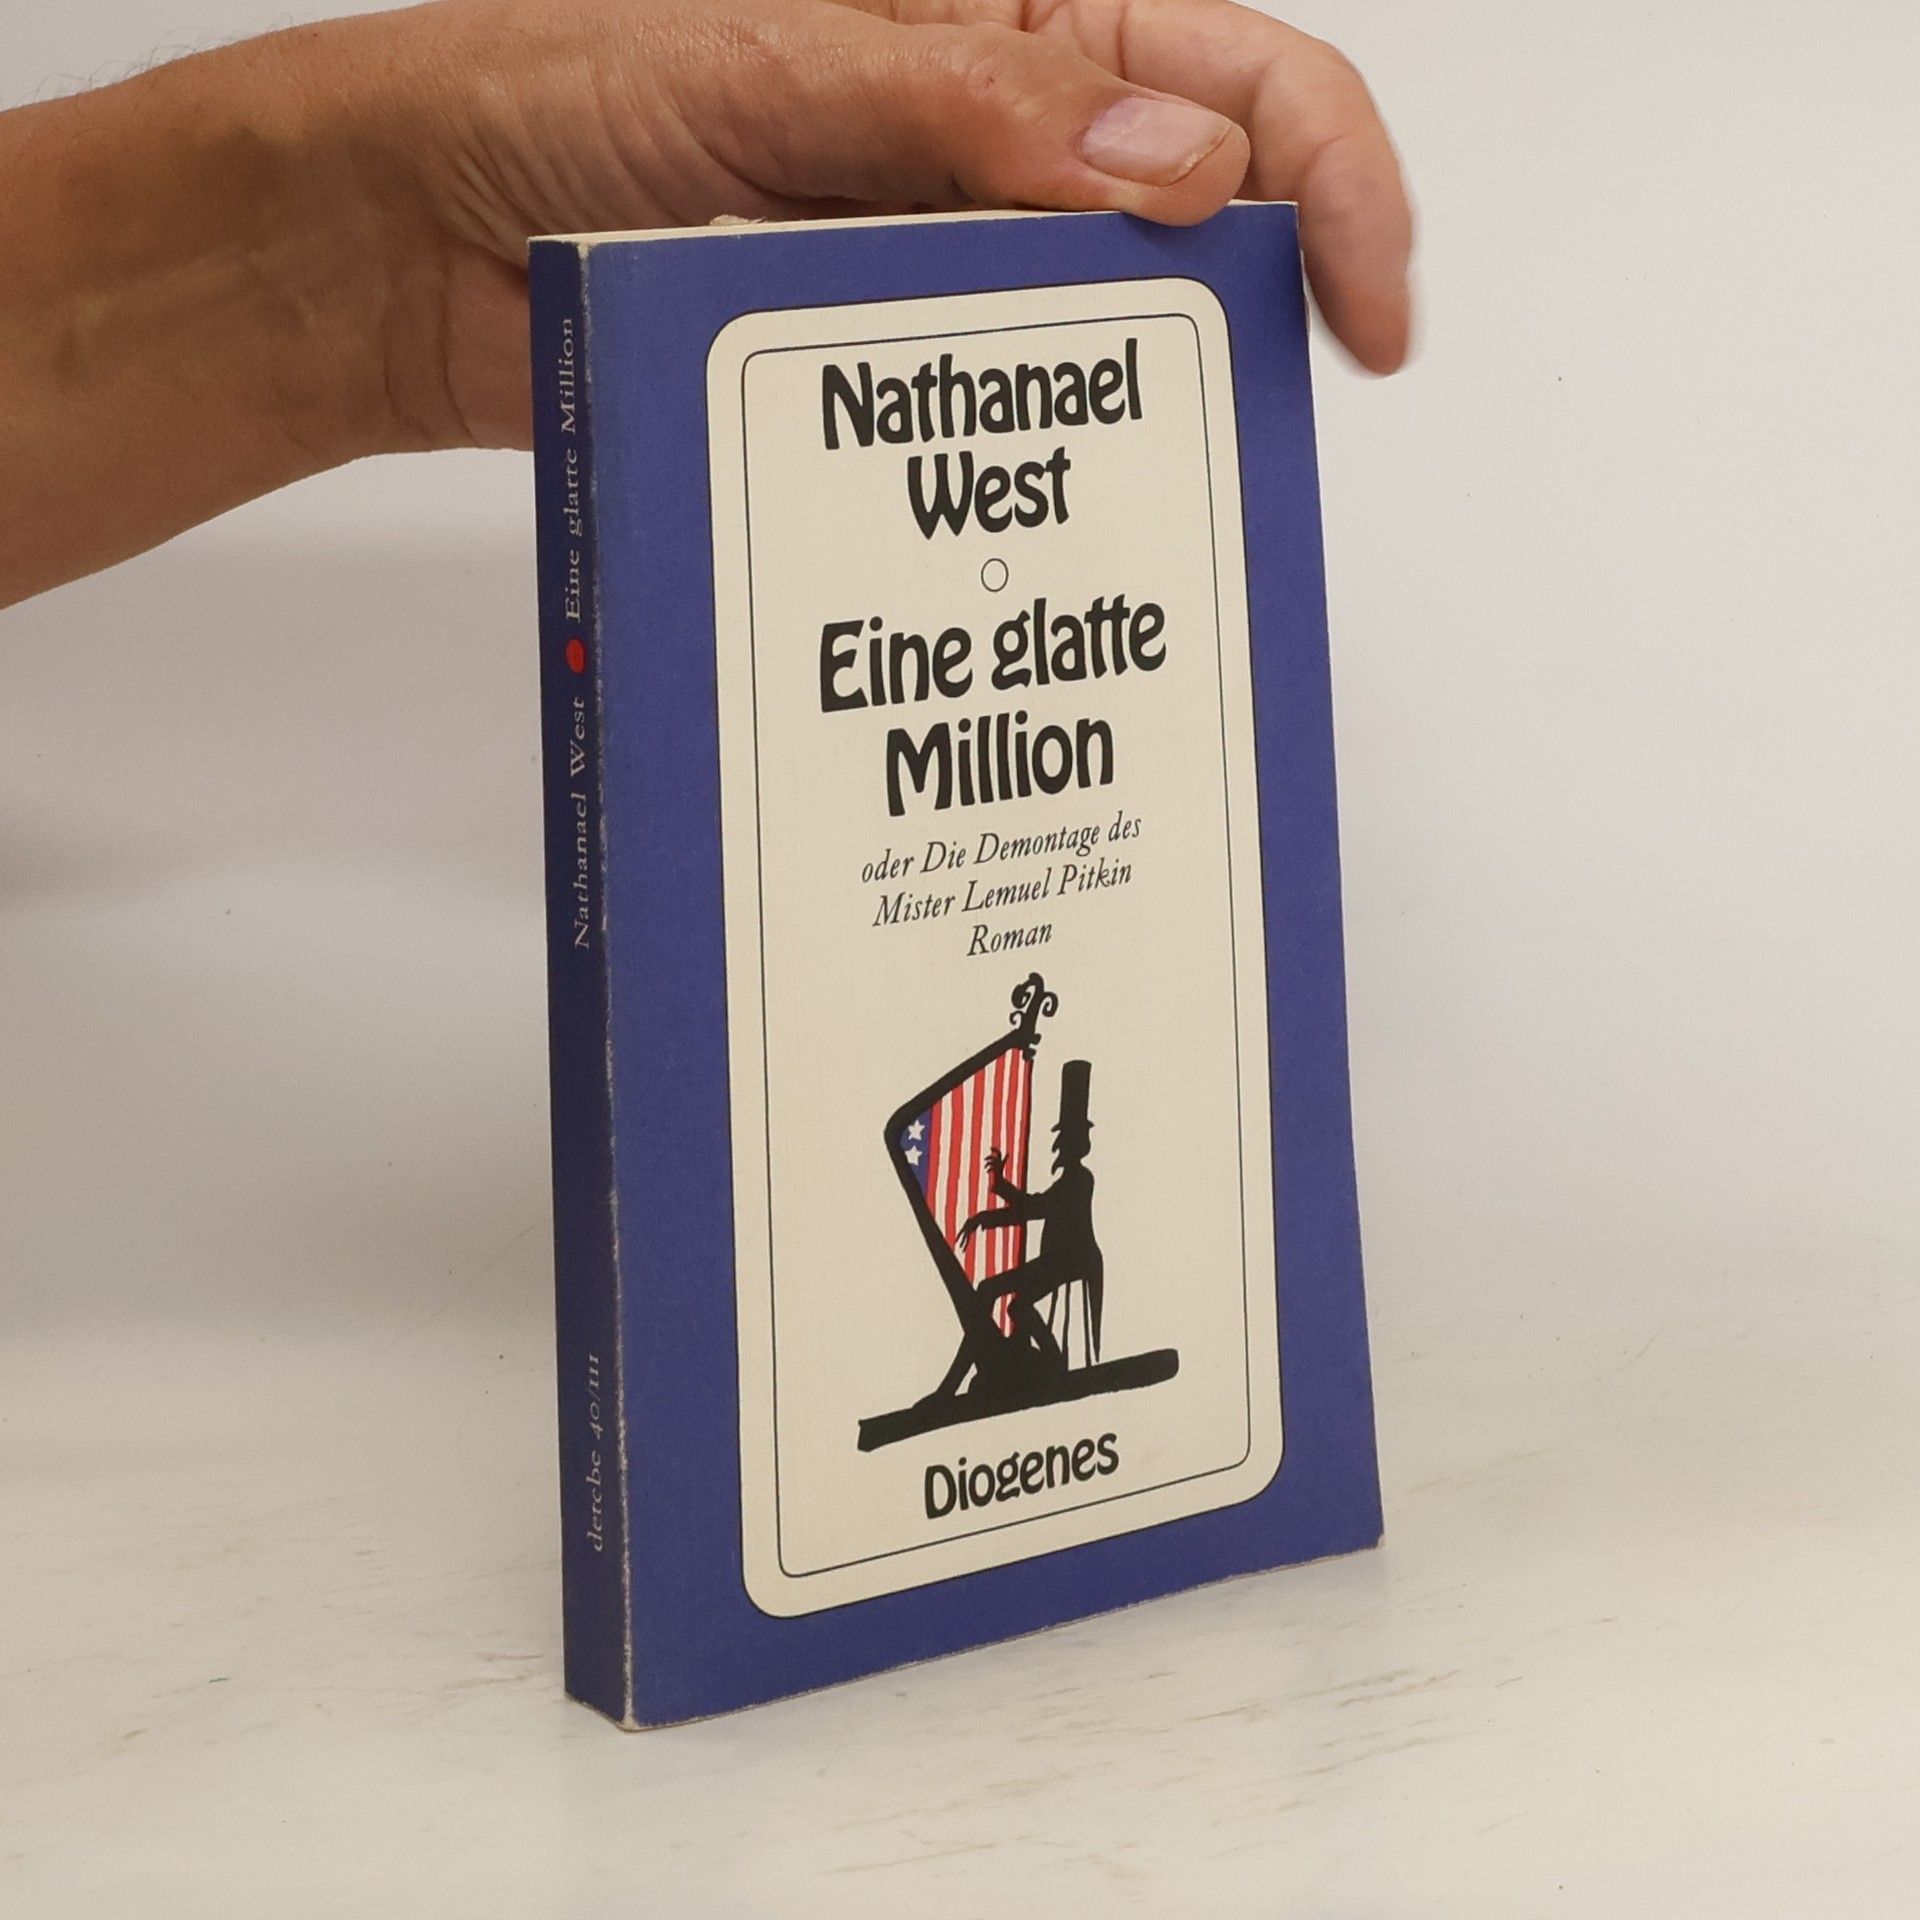 Nathanael
West
Eine glatte
Million
oder Die Demontage des
Mister Lemuel Pitkin
Roman
Diogenes
Nathanael West Eine glatte Million
detebe 40/III